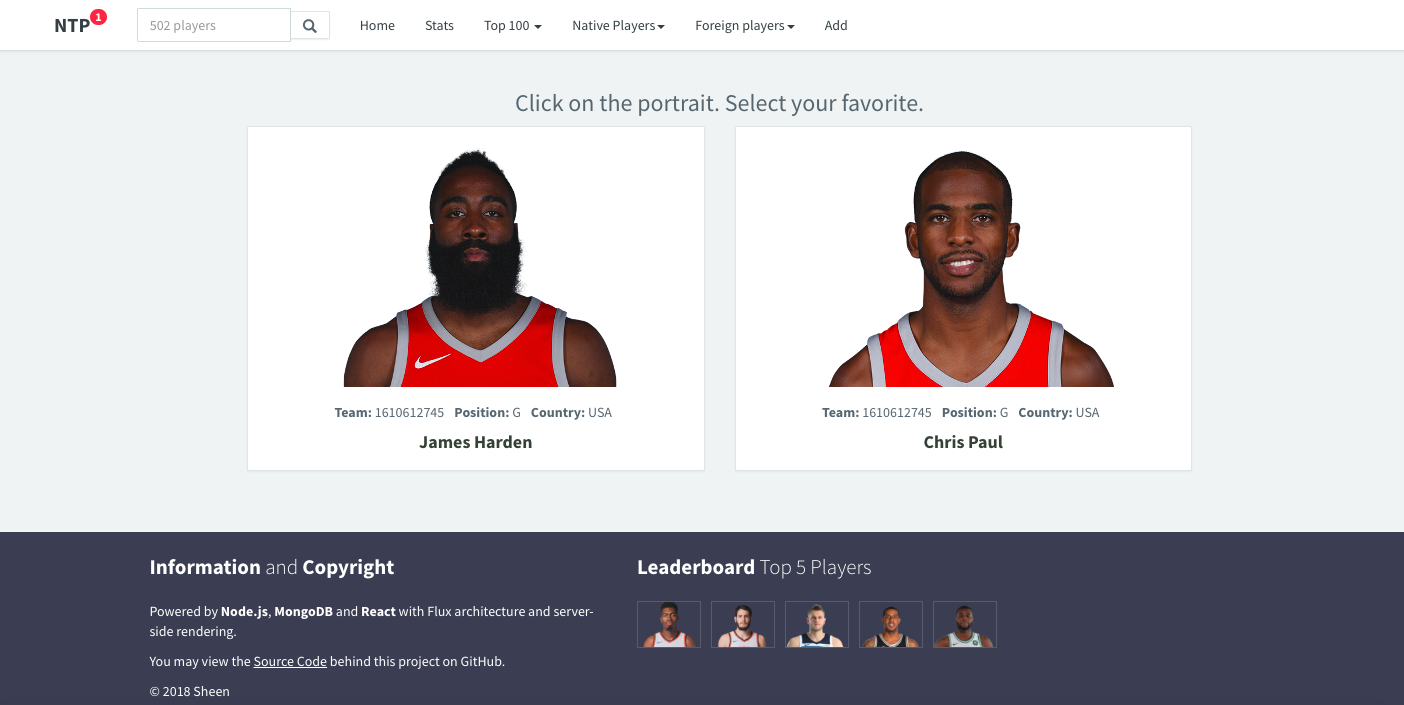 NTP 1 502 players Home Stats Top 100 Native Players Foreign players Add
Click on the portrait. Select your favorite.
Team: 1610612745 Position: G Country: USA
James Harden
Team: 1610612745 Position: G Country: USA
Chris Paul
Information and Copyright
Powered by Node.js, MongoDB and React with Flux architecture and server-
side rendering.
You may view the Source Code behind this project on GitHub.
© 2018 Sheen
Leaderboard Top 5 Players